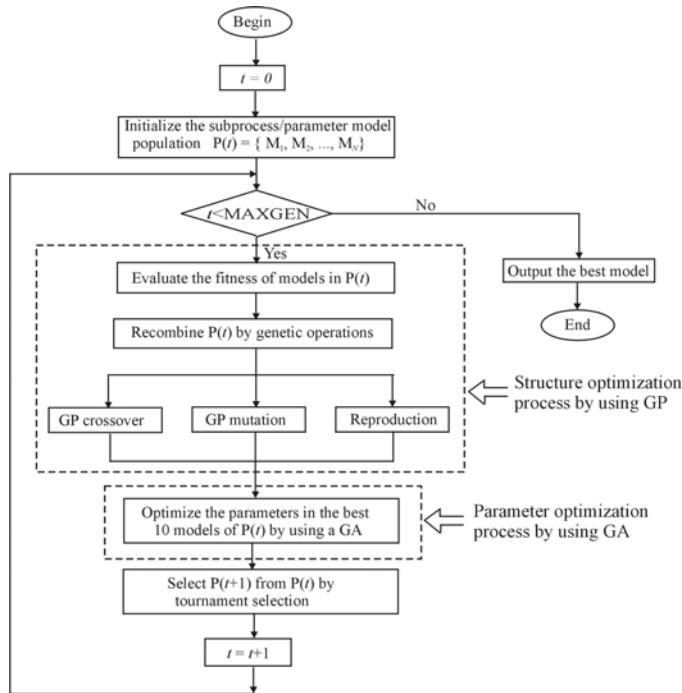 Begin
t = 0
Initialize the subprocess/parameter model
population P(t) = { M₁, M₂, ..., M_N}
t<MAXGEN
No
Yes
Output the best model
Evaluate the fitness of models in P(t)
End
Recombine P(t) by genetic operations
Structure optimization
process by using GP
GP crossover
GP mutation
Reproduction
Optimize the parameters in the best
10 models of P(t) by using a GA
Parameter optimization
process by using GA
Select P(t+1) from P(t) by
tournament selection
t = t+1